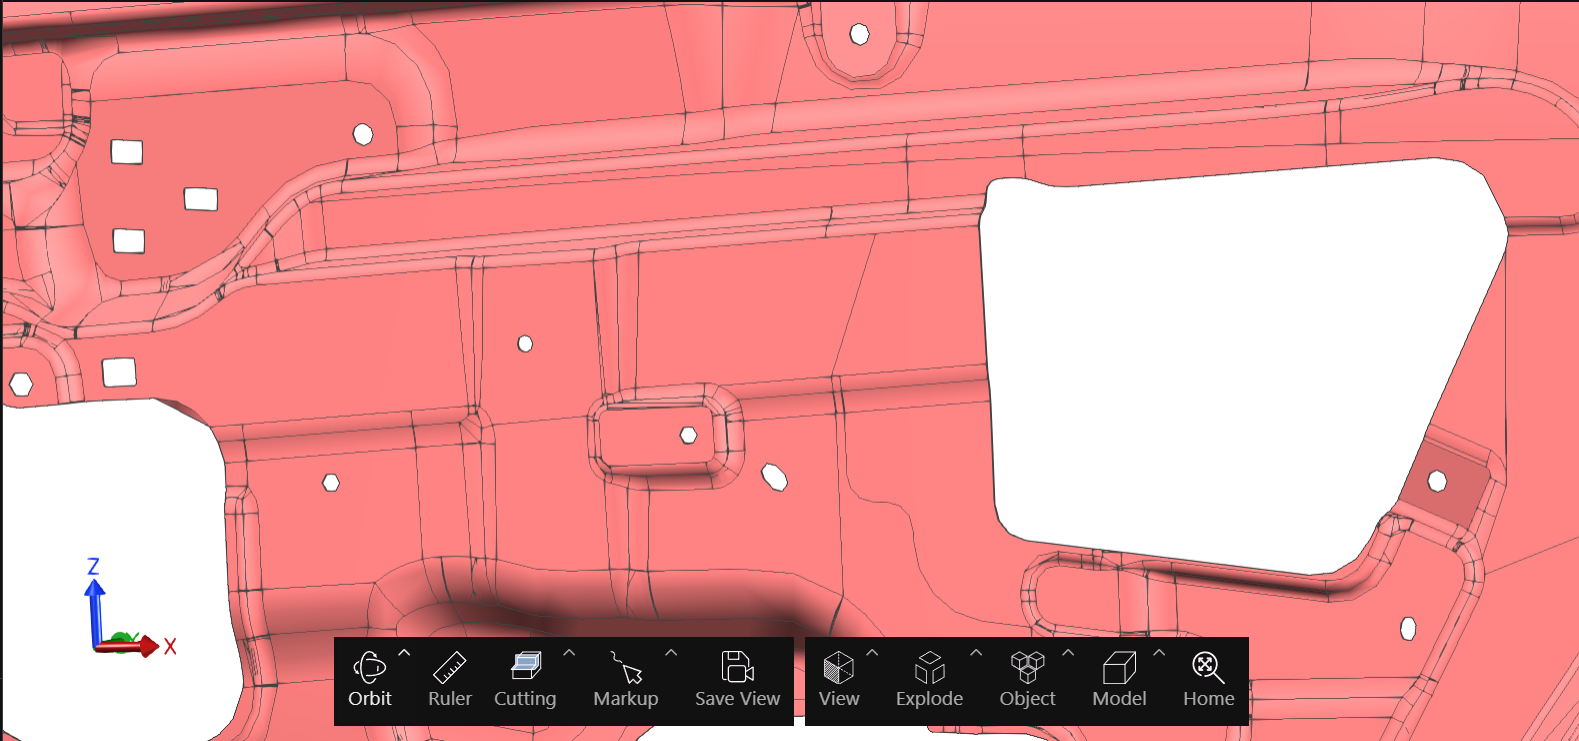 Z
Y
X
Orbit
Ruler
Cutting
Markup
Save View
View
Explode
Object
Model
Home